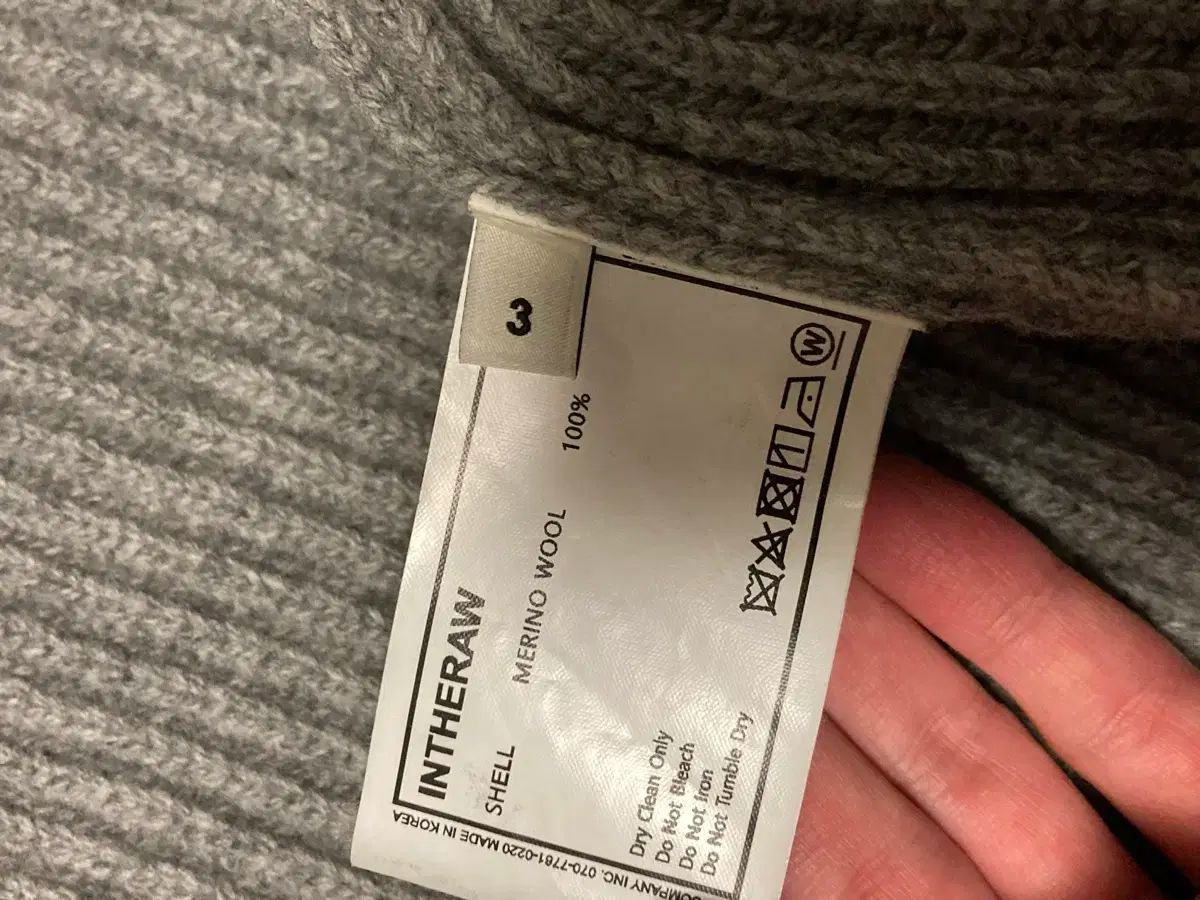 3
INTHERAW
SHELL
MERINO WOOL 100%
W
Dry Clean Only
Do Not Bleach
Do Not Iron
Do Not Tumble Dry
COMPANY INC. 070-7781-0220 MADE IN KOREA